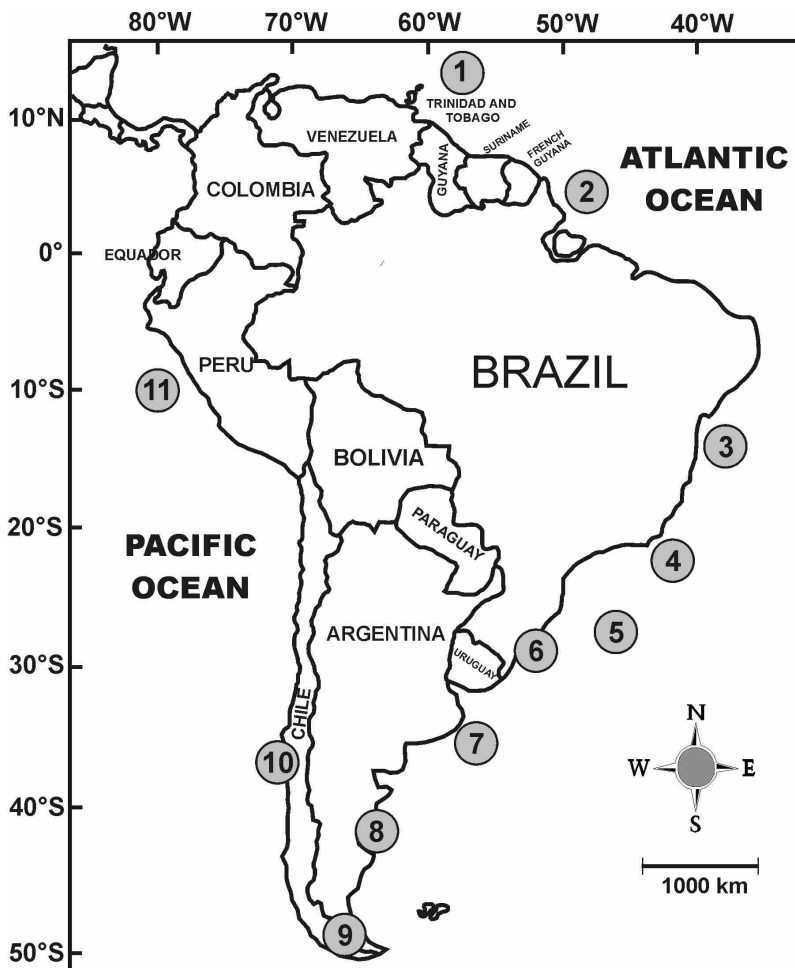 80°W 70°W 60°W 50°W 40°W
1
TRINIDAD AND
TOBAGO
10°N
VENEZUELA
SURINAME
FRENCH
GUYANA
GUYANA
ATLANTIC
OCEAN
COLOMBIA
2
0°
EQUADOR
PERU
BRAZIL
10°S
11
3
BOLIVIA
20°S
PARAGUAY
PACIFIC
OCEAN
4
ARGENTINA
5
6
URUGUAY
30°S
CHILE
7
N
10
W E
S
40°S
8
1000 km
9
50°S